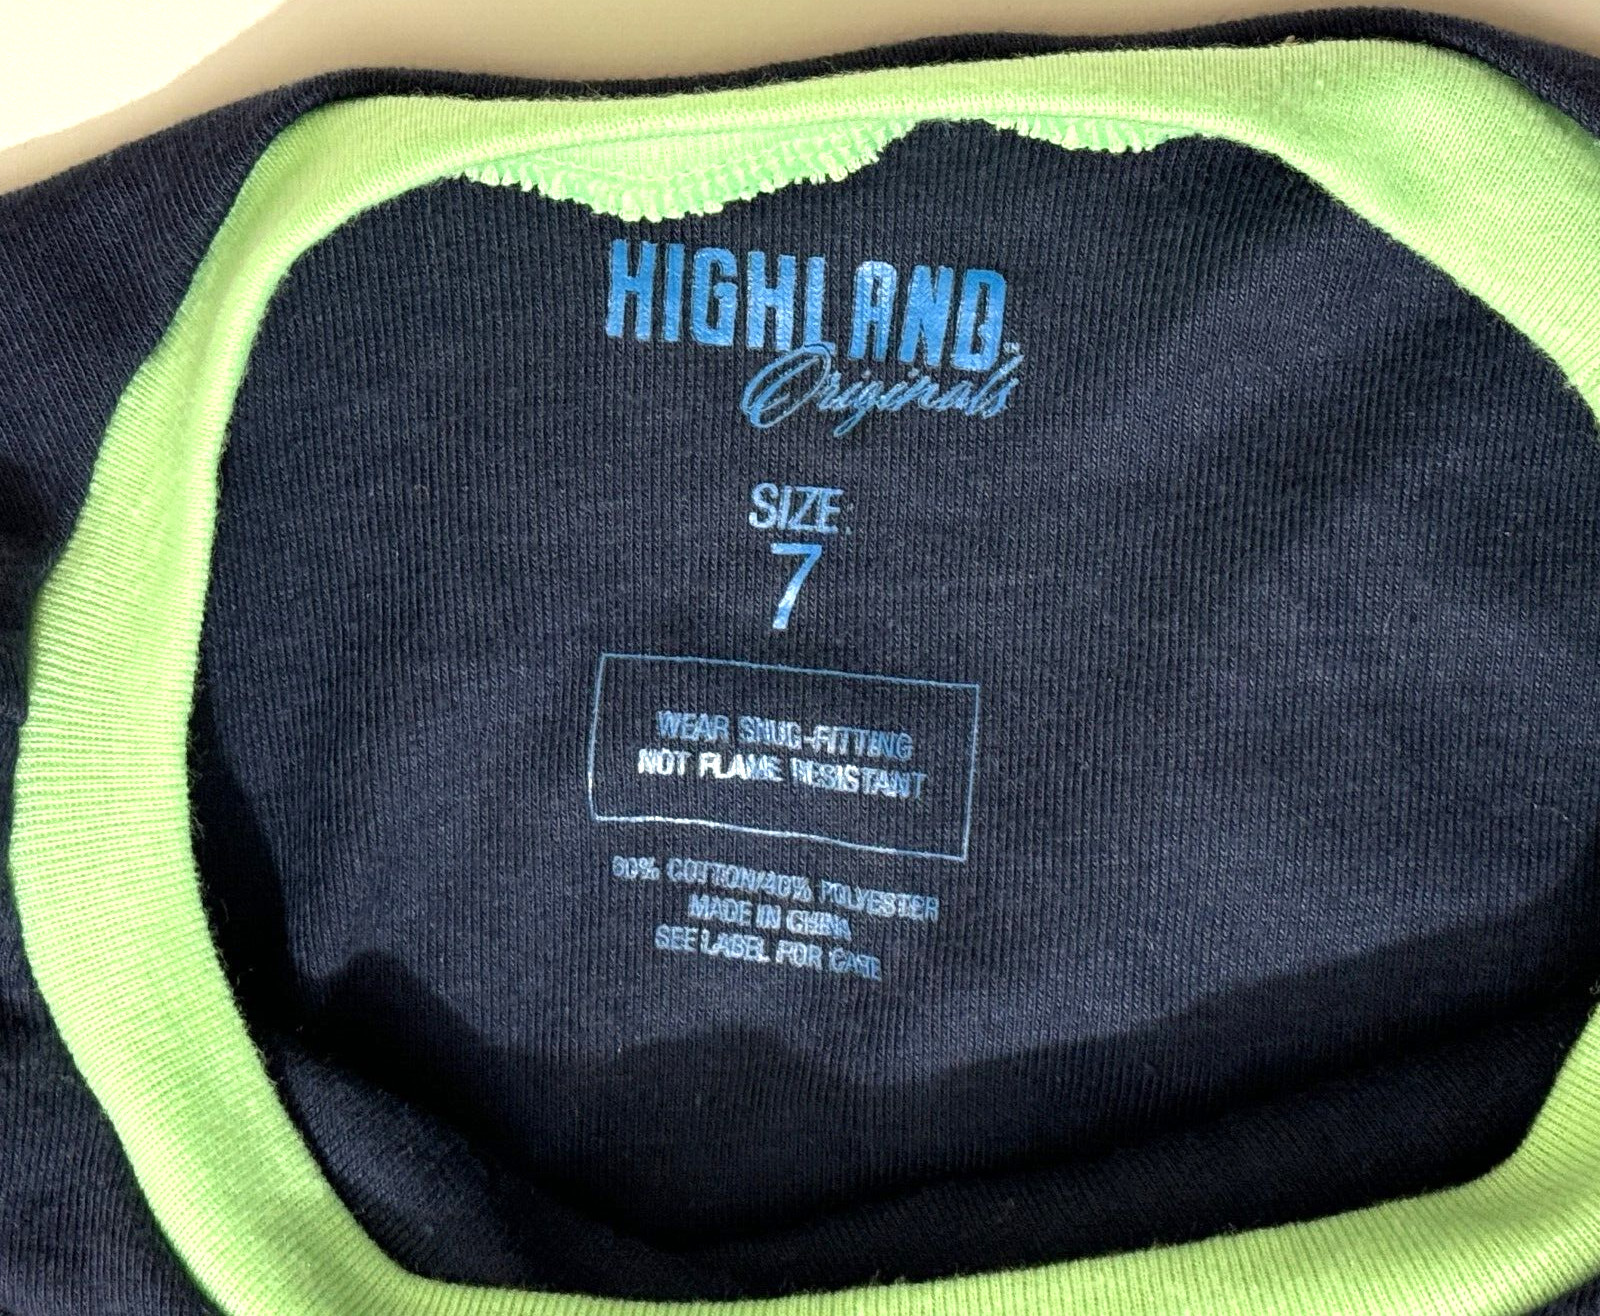 HIGHLAND™
Originals
SIZE:
7
WEAR SNUG-FITTING
NOT FLAME RESISTANT
60% COTTON/40% POLYESTER
MADE IN CHINA
SEE LABEL FOR CARE